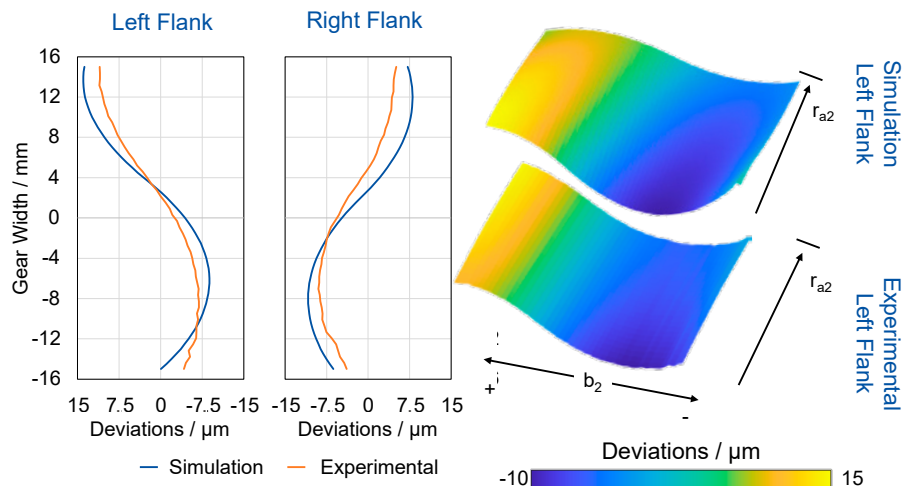 Left Flank
Right Flank
16
12
8
4
0
-4
-8
-12
-16
Gear Width / mm
15 7.5 0 -7.5 -15
-15 -7.5 0 7.5 15
Deviations / µm
Deviations / µm
Simulation
Experimental
Simulation
Left Flank
ra2
Experimental
Left Flank
ra2
+
b2
-
Deviations / µm
-10
15